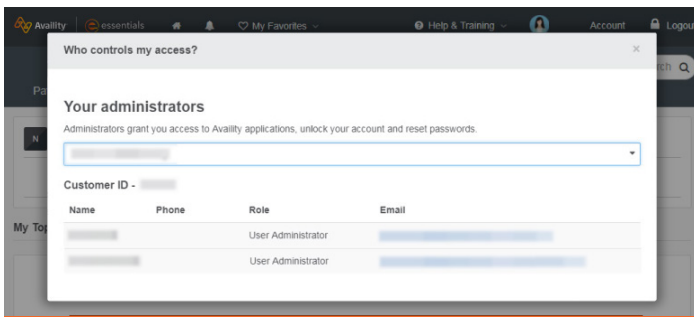 Availity essentials My Favorites Help & Training Account Logou
Who controls my access? ×
rch
Pa
Your administrators
Administrators grant you access to Availity applications, unlock your account and reset passwords.
N
Customer ID -
Name Phone Role Email
My Top
User Administrator
User Administrator